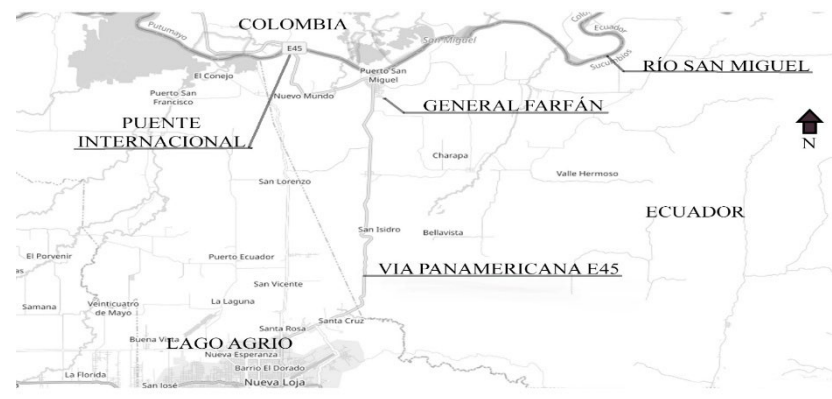 COLOMBIA
Putumayo
Ecuador
E45
San Miguel
El Conejo
Puerto San
Miguel
Sucumbíos
RÍO SAN MIGUEL
Puerto San
Francisco
Nuevo Mundo
GENERAL FARFÁN
PUENTE
INTERNACIONAL
N
Charapa
Valle Hermoso
San Lorenzo
ECUADOR
San Isidro
Bellavista
El Porvenir
Puerto Ecuador
VIA PANAMERICANA E45
San Vicente
Samana
Veinticuatro
de Mayo
La Laguna
Santa Cruz
Santa Rosa
Buena Vista
LAGO AGRIO
Nueva Esperanza
Barrio El Dorado
La Florida
San José
Nueva Loja